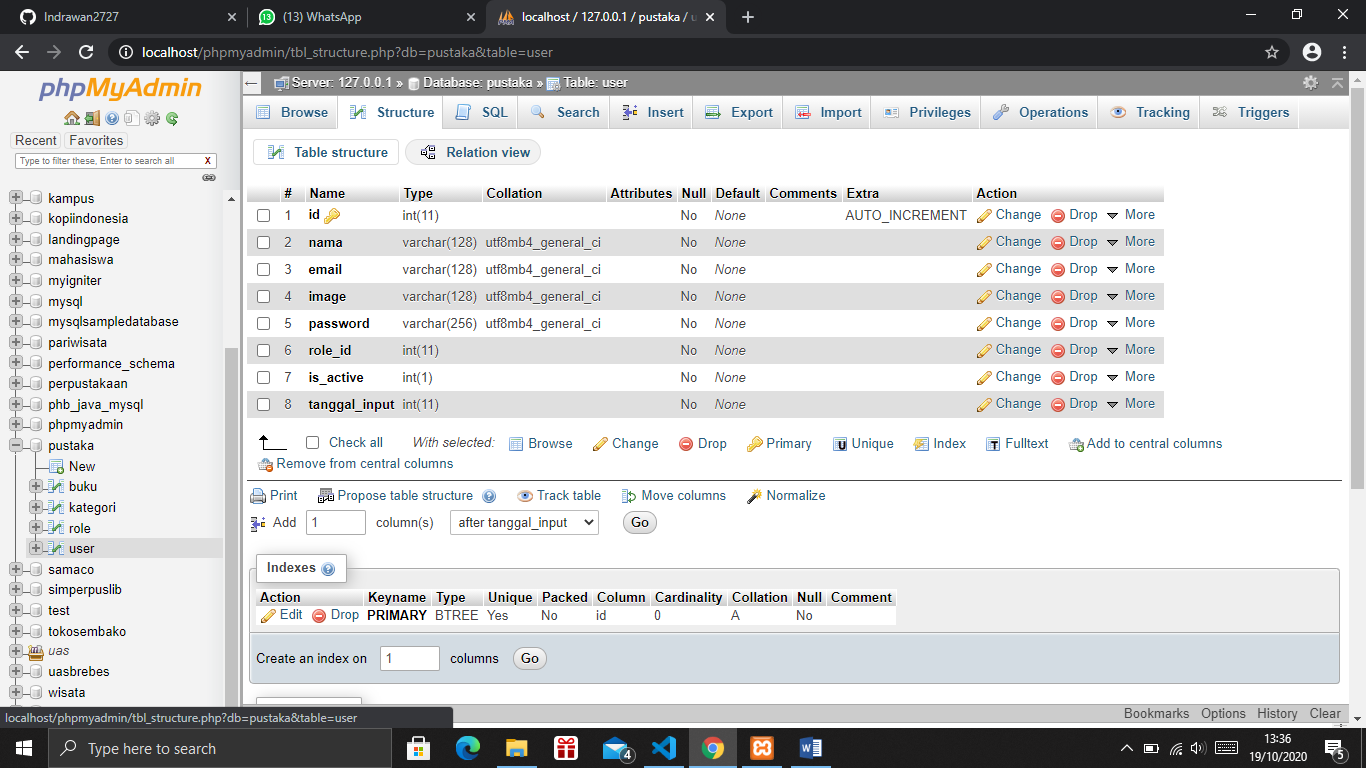 Indrawan2727
(13) WhatsApp
localhost / 127.0.0.1 / pustaka / u
localhost/phpmyadmin/tbl_structure.php?db=pustaka&table=user
phpMyAdmin
Recent Favorites
Type to filter these, Enter to search all X
kampus
kopiindonesia
landingpage
mahasiswa
myigniter
mysql
mysqlsampledatabase
pariwisata
performance_schema
perpustakaan
phb_java_mysql
phpmyadmin
pustaka
New
buku
kategori
role
user
samaco
simperpuslib
test
tokosembako
uas
uasbrebes
wisata
localhost/phpmyadmin/tbl_structure.php?db=pustaka&table=user
Server: 127.0.0.1 » Database: pustaka » Table: user
Browse Structure SQL Search Insert Export Import Privileges Operations Tracking Triggers
Table structure Relation view
# Name Type Collation Attributes Null Default Comments Extra Action
1 id int(11) No None AUTO_INCREMENT Change Drop More
2 nama varchar(128) utf8mb4_general_ci No None Change Drop More
3 email varchar(128) utf8mb4_general_ci No None Change Drop More
4 image varchar(128) utf8mb4_general_ci No None Change Drop More
5 password varchar(256) utf8mb4_general_ci No None Change Drop More
6 role_id int(11) No None Change Drop More
7 is_active int(1) No None Change Drop More
8 tanggal_input int(11) No None Change Drop More
Check all With selected: Browse Change Drop Primary U Unique Index T Fulltext Add to central columns
Remove from central columns
Print Propose table structure Track table Move columns Normalize
Add 1 column(s) after tanggal_input Go
Indexes
Action Keyname Type Unique Packed Column Cardinality Collation Null Comment
Edit Drop PRIMARY BTREE Yes No id 0 A No
Create an index on 1 columns Go
Bookmarks Options History Clear
Type here to search
4
13:36
19/10/2020
5